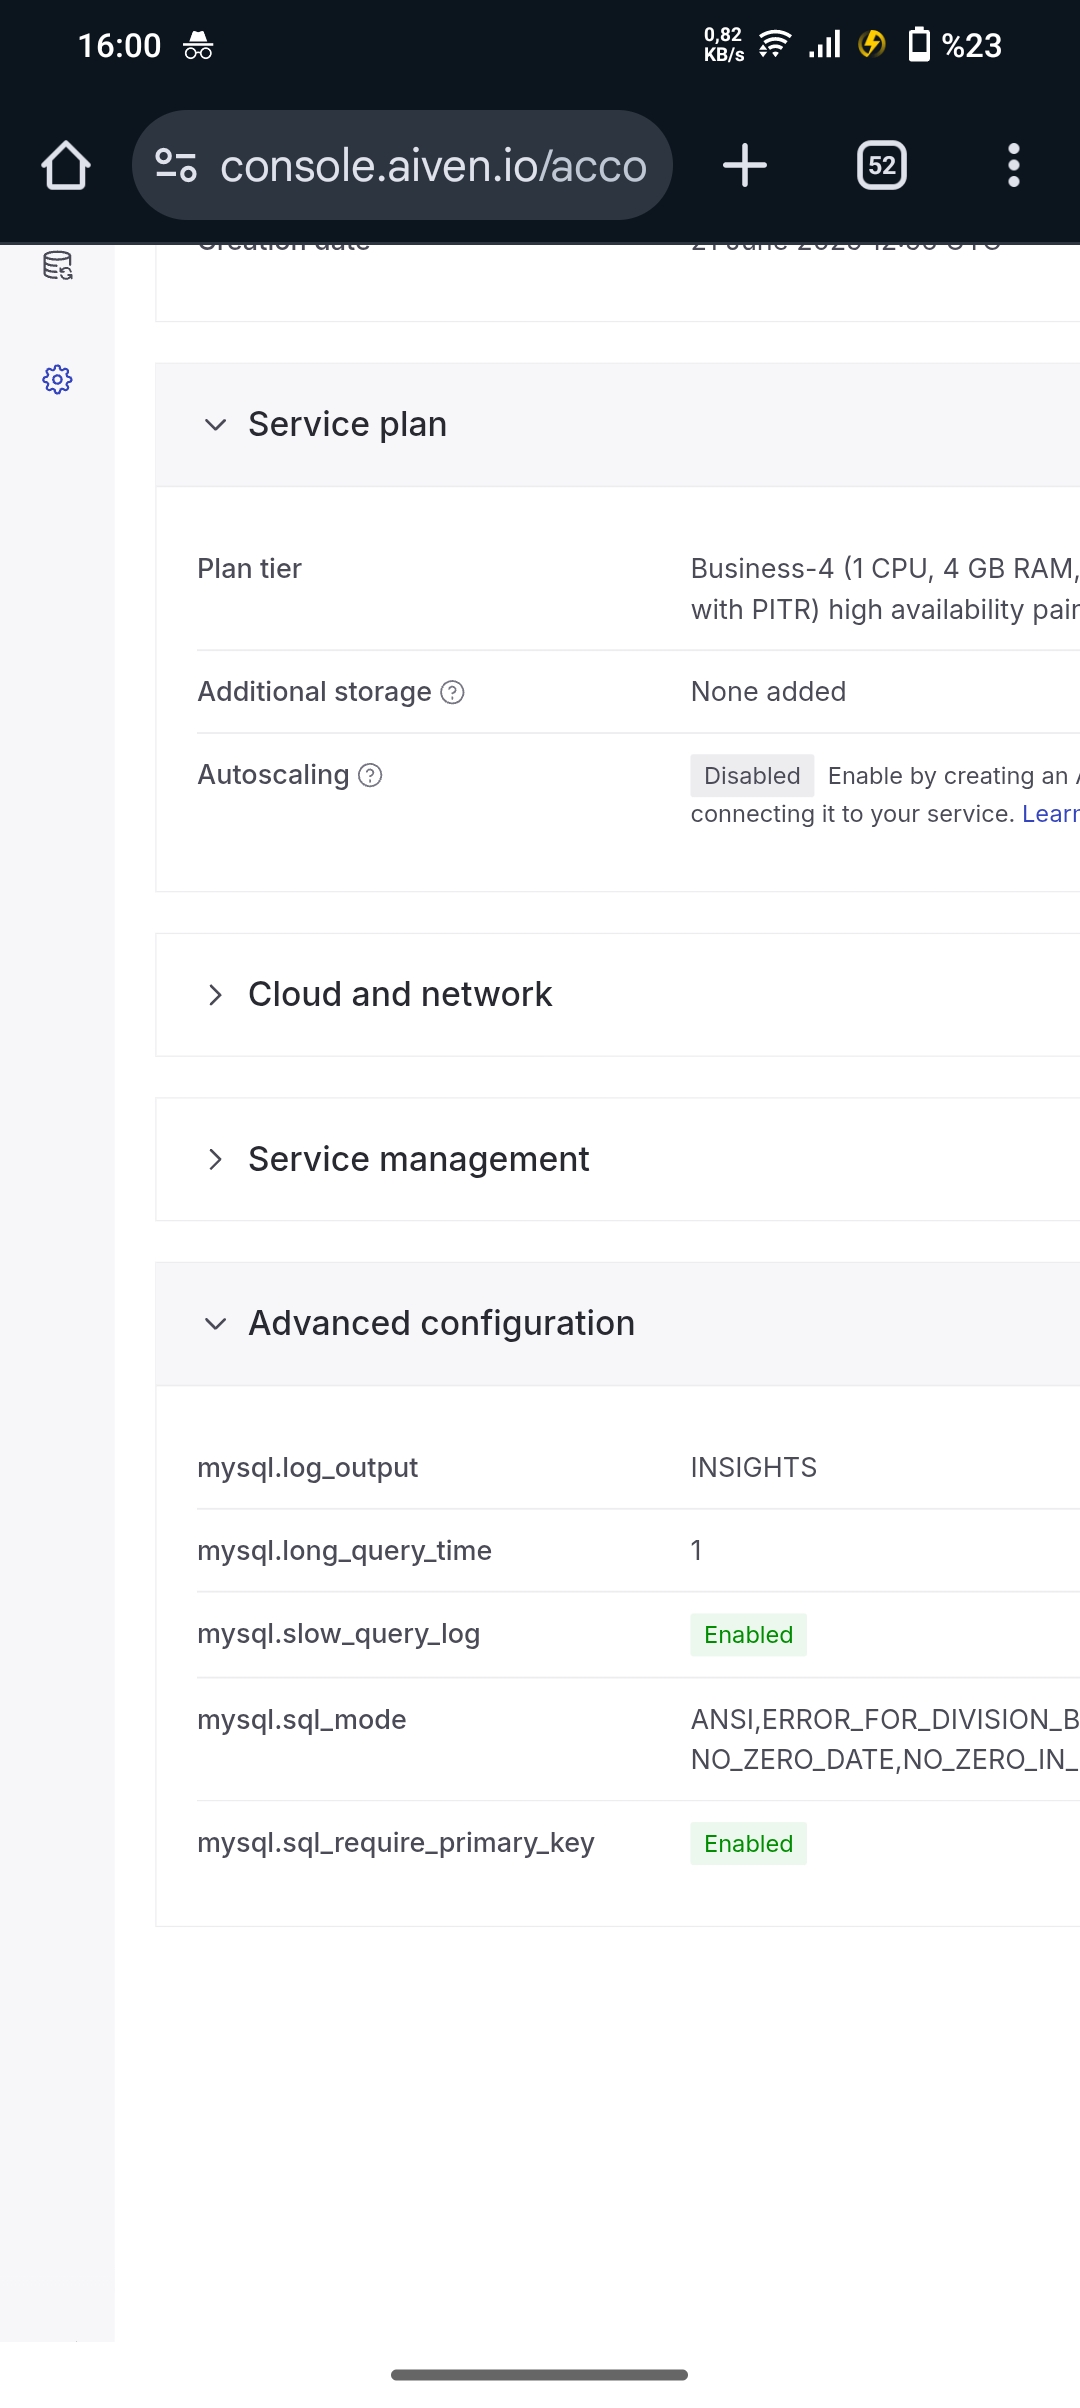 16:00
0,82
KB/s
%23
console.aiven.io/acco
52
Creation date
Service plan
Plan tier
Business-4 (1 CPU, 4 GB RAM,
with PITR) high availability pair
Additional storage
None added
Autoscaling
Disabled Enable by creating an A
connecting it to your service. Learn
Cloud and network
Service management
Advanced configuration
mysql.log_output
INSIGHTS
mysql.long_query_time
1
mysql.slow_query_log
Enabled
mysql.sql_mode
ANSI,ERROR_FOR_DIVISION_B
NO_ZERO_DATE,NO_ZERO_IN_
mysql.sql_require_primary_key
Enabled